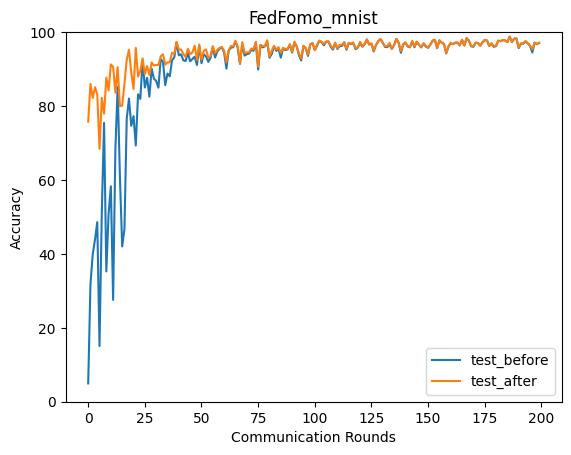 FedFomo_mnist
100
80
60
40
20
0
Accuracy
0 25 50 75 100 125 150 175 200
Communication Rounds
test_before
test_after